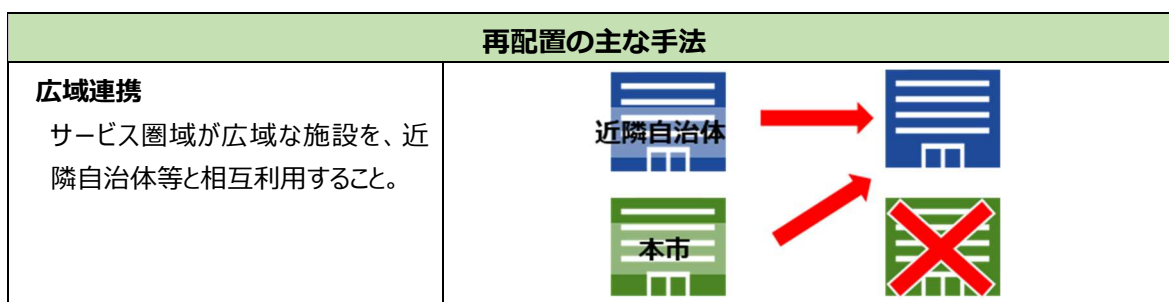 再配置の主な手法
広域連携
サービス圏域が広域な施設を、近
隣自治体等と相互利用すること。
近隣自治体
本市